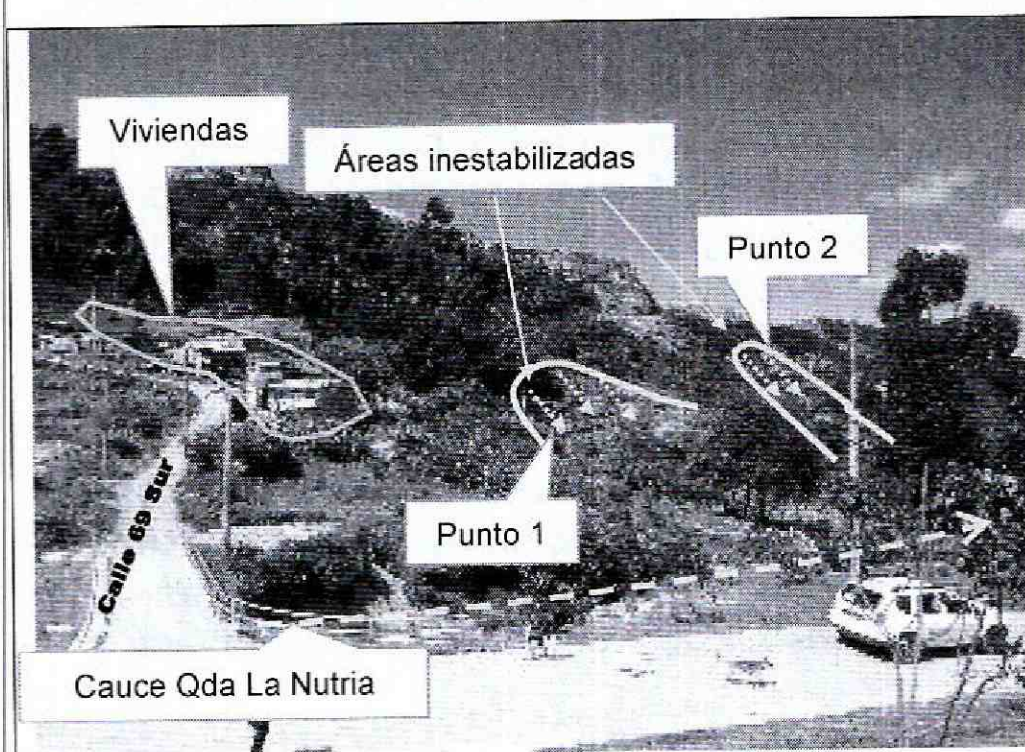 Viviendas
Áreas inestabilizadas
Punto 2
Calle 69 Sur
Punto 1
Cauce Qda La Nutria